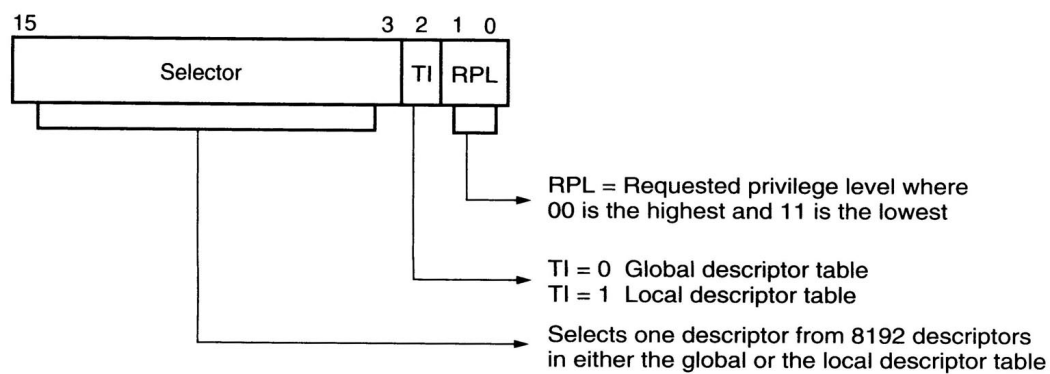 15 3 2 1 0
Selector TI RPL
RPL = Requested privilege level where
00 is the highest and 11 is the lowest
TI = 0 Global descriptor table
TI = 1 Local descriptor table
Selects one descriptor from 8192 descriptors
in either the global or the local descriptor table